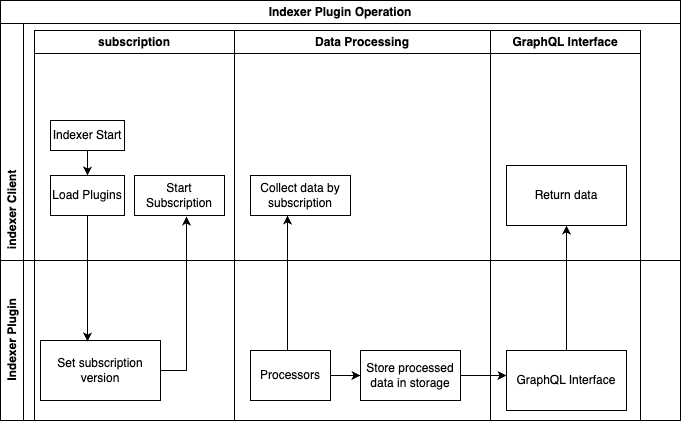 Indexer Plugin Operation
subscription
Data Processing
GraphQL Interface
indexer Client
Indexer Start
Load Plugins
Start
Subscription
Collect data by
subscription
Return data
Indexer Plugin
Set subscription
version
Processors
Store processed
data in storage
GraphQL Interface